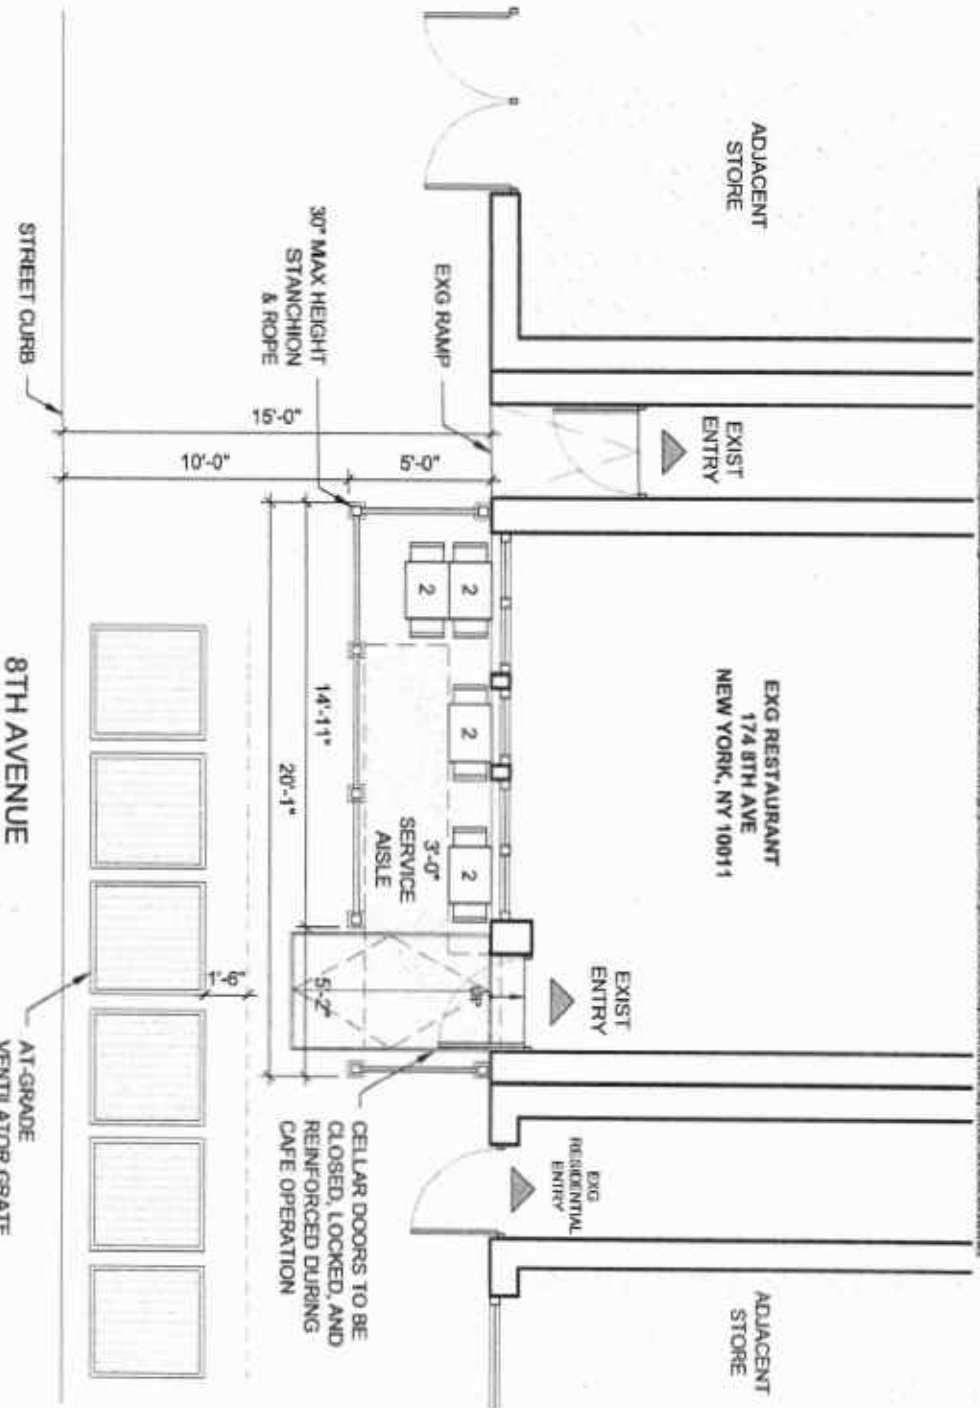 ADJACENT
STORE
EXIST
ENTRY
EXG RESTAURANT
174 8TH AVE
NEW YORK, NY 10011
EXIST
ENTRY
EXG
RESIDENTIAL
ENTRY
ADJACENT
STORE
EXG RAMP
30" MAX HEIGHT
STANCHION
& ROPE
STREET CURB
15'-0"
10'-0"
5'-0"
2
2
2
2
3'-0"
SERVICE
AISLE
UP
14'-11"
5'-2"
20'-1"
1'-6"
CELLAR DOORS TO BE
CLOSED, LOCKED, AND
REINFORCED DURING
CAFE OPERATION
8TH AVENUE
AT-GRADE
VENTILATOR GRATE